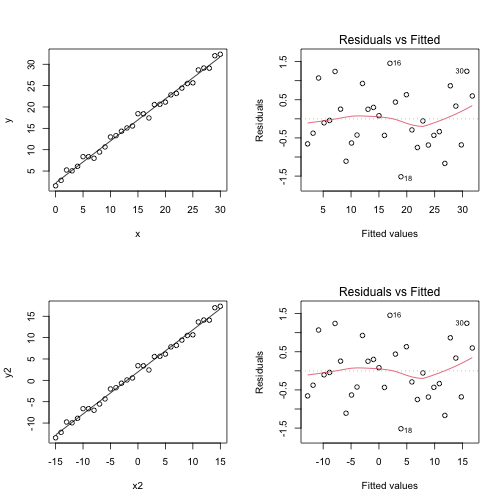 Residuals vs Fitted
y
5 10 15 20 25 30
0 5 10 15 20 25 30
x
Residuals
-1.5 -0.5 0.5 1.5
16
30
18
5 10 15 20 25 30
Fitted values
Residuals vs Fitted
y2
-10 -5 0 5 10 15
-15 -10 -5 0 5 10 15
x2
Residuals
-1.5 -0.5 0.5 1.5
16
30
18
-10 -5 0 5 10 15
Fitted values